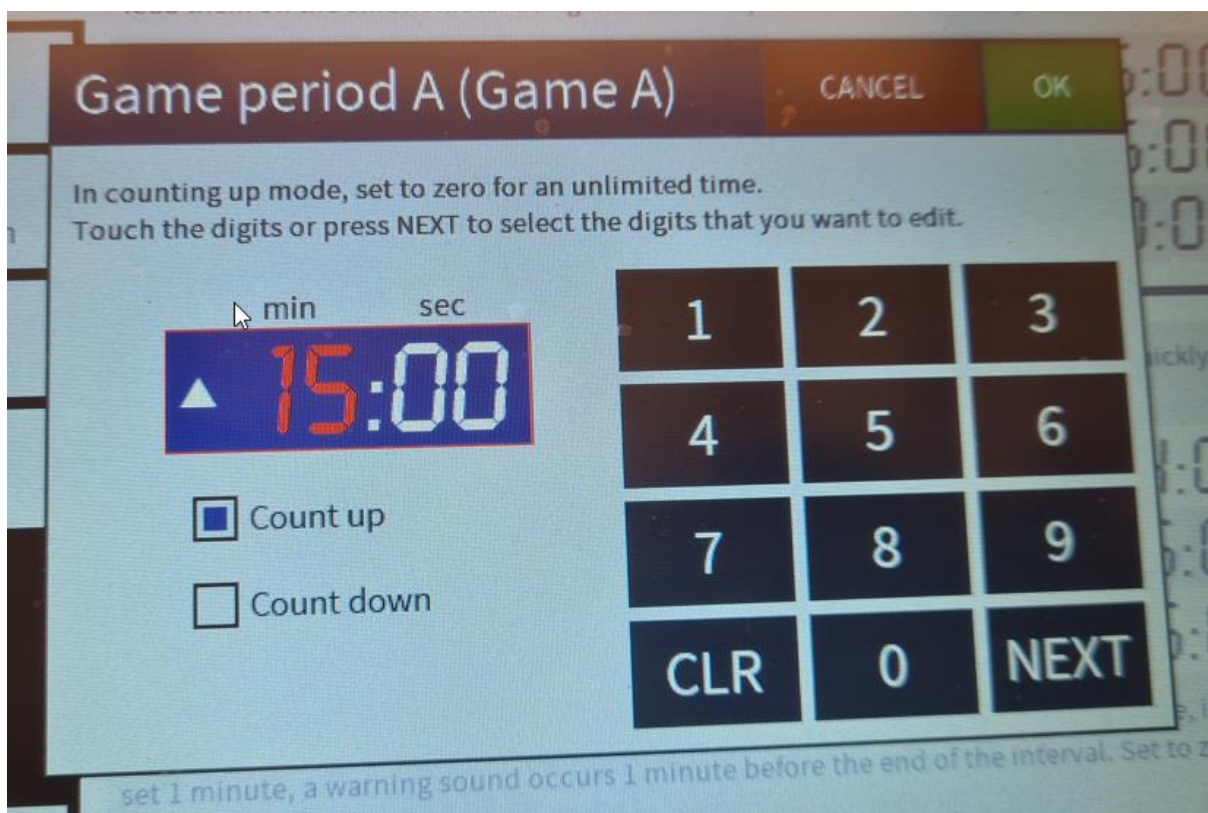 Game period A (Game A)
CANCEL
OK
In counting up mode, set to zero for an unlimited time.
Touch the digits or press NEXT to select the digits that you want to edit.
min sec
15:00
Count up
Count down
1 2 3
4 5 6
7 8 9
CLR 0 NEXT
set 1 minute, a warning sound occurs 1 minute before the end of the interval. Set to